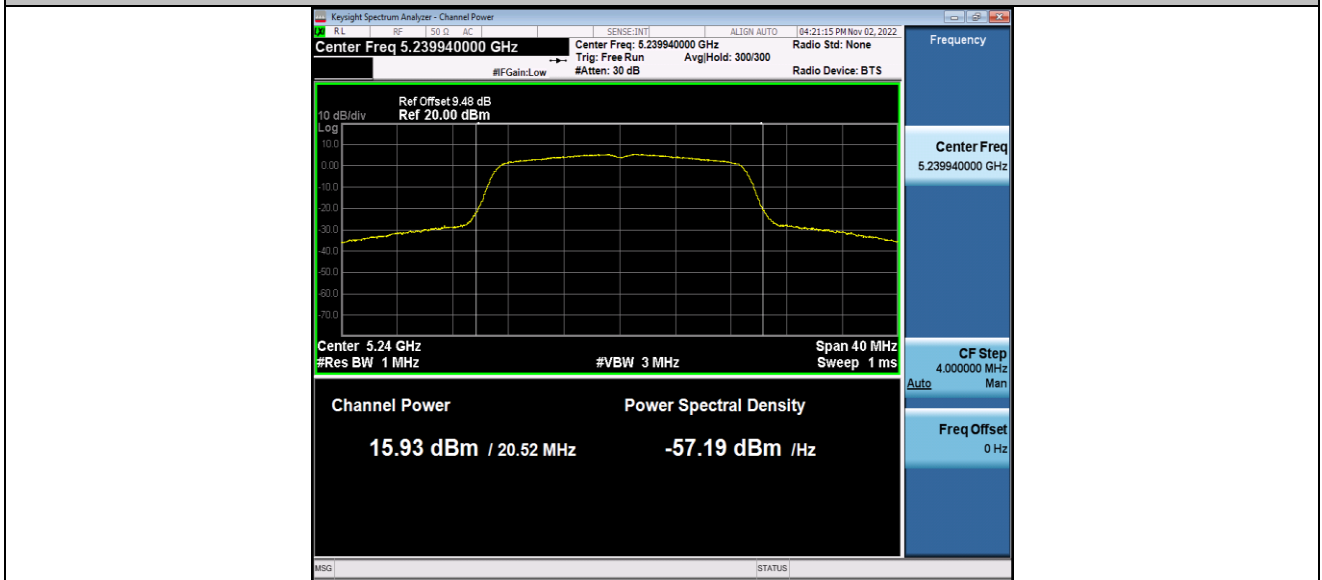 Keysight Spectrum Analyzer - Channel Power
RL RF 50 Ω AC SENSE:INT ALIGN AUTO 04:21:15 PM Nov 02, 2022
Center Freq 5.239940000 GHz
Center Freq: 5.239940000 GHz Radio Std: None
Trig: Free Run Avg|Hold: 300/300
#IFGain:Low #Atten: 30 dB Radio Device: BTS
Ref Offset 9.48 dB
10 dB/div Ref 20.00 dBm
Log
10.0
0.00
-10.0
-20.0
-30.0
-40.0
-50.0
-60.0
-70.0
Center 5.24 GHz Span 40 MHz
#Res BW 1 MHz #VBW 3 MHz Sweep 1 ms
Channel Power Power Spectral Density
15.93 dBm / 20.52 MHz -57.19 dBm /Hz
MSG STATUS
Frequency
Center Freq
5.239940000 GHz
CF Step
4.000000 MHz
Auto Man
Freq Offset
0 Hz